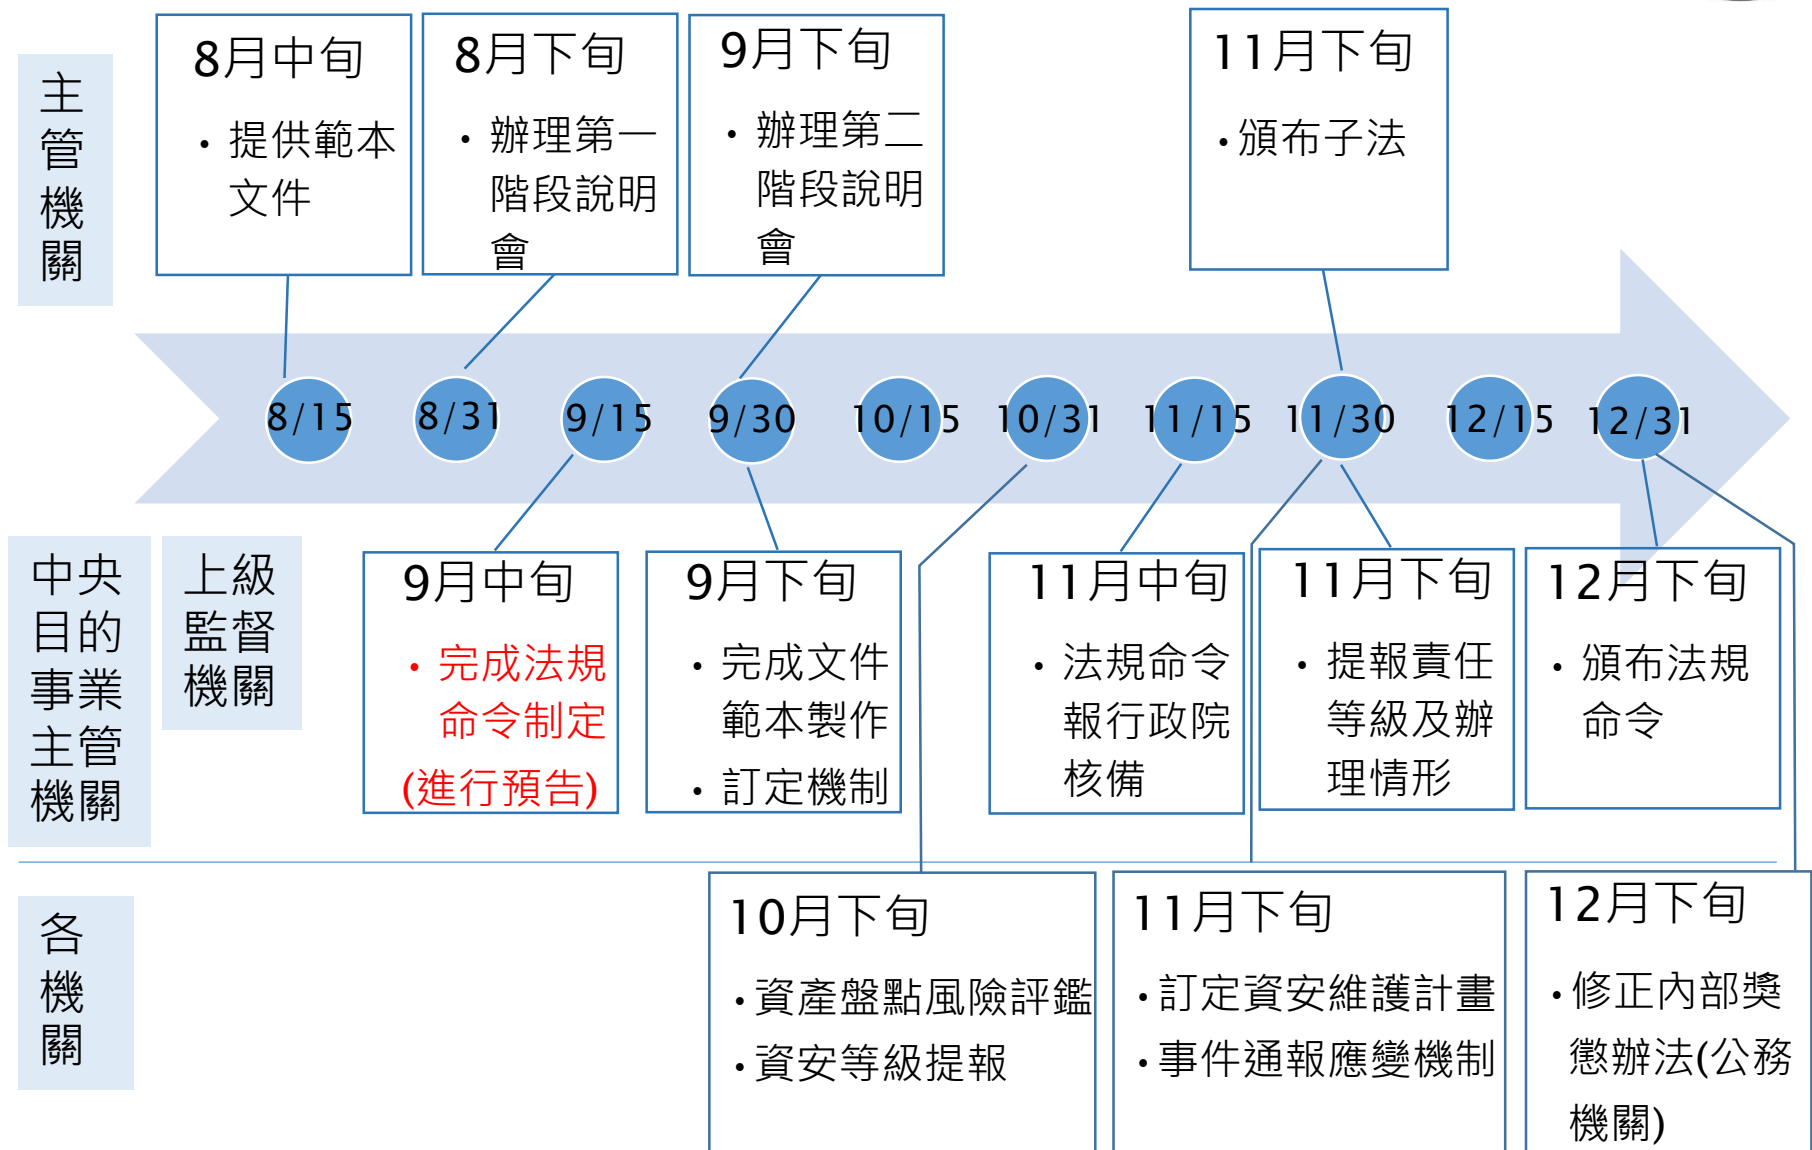 主管機關
8月中旬
• 提供範本
文件
8月下旬
• 辦理第一
階段說明
會
9月下旬
• 辦理第二
階段說明
會
11月下旬
• 頒布子法
8/15
8/31
9/15
9/30
10/15
10/31
11/15
11/30
12/15
12/31
中央
目的
事業
主管
機關
上級
監督
機關
9月中旬
• 完成法規
命令制定
(進行預告)
9月下旬
• 完成文件
範本製作
• 訂定機制
11月中旬
• 法規命令
報行政院
核備
11月下旬
• 提報責任
等級及辦
理情形
12月下旬
• 頒布法規
命令
各機關
10月下旬
• 資產盤點風險評鑑
• 資安等級提報
11月下旬
• 訂定資安維護計畫
• 事件通報應變機制
12月下旬
• 修正內部獎
懲辦法(公務
機關)